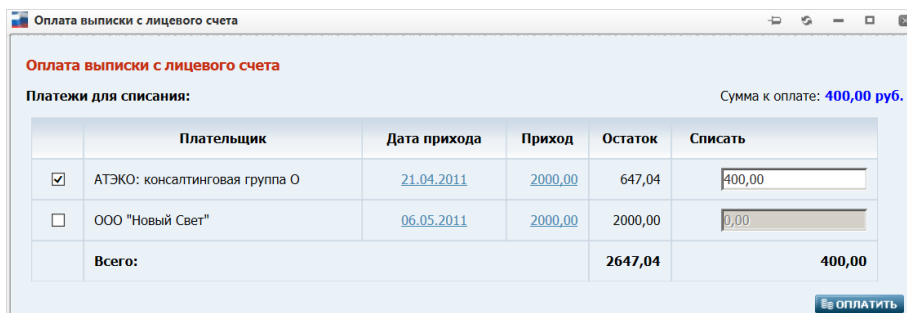 Оплата выписки с лицевого счета
Оплата выписки с лицевого счета
Платежи для списания: Сумма к оплате: 400,00 руб.
Плательщик Дата прихода Приход Остаток Списать
АТЭКО: консалтинговая группа О 21.04.2011 2000,00 647,04 400,00
ООО "Новый Свет" 06.05.2011 2000,00 2000,00 0,00
Всего: 2647,04 400,00
ОПЛАТИТЬ